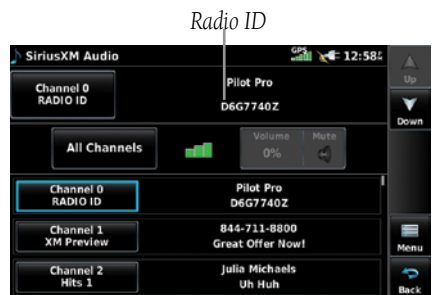 Radio ID
SiriusXM Audio
GPS
12:58
Channel 0
RADIO ID
Pilot Pro
D6G7740Z
Up
Down
All Channels
Volume
0%
Mute
Channel 0
RADIO ID
Pilot Pro
D6G7740Z
Channel 1
XM Preview
844-711-8800
Great Offer Now!
Menu
Channel 2
Hits 1
Julia Michaels
Uh Huh
Back